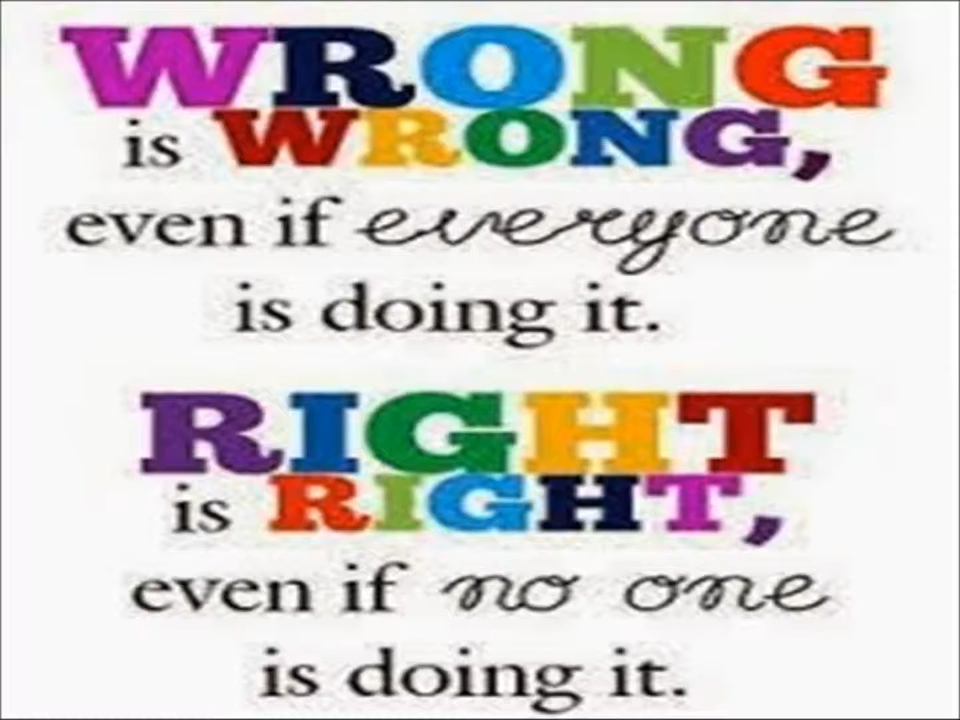 WRONG
is WRONG,
even if everyone
is doing it.
RIGHT
is RIGHT,
even if no one
is doing it.